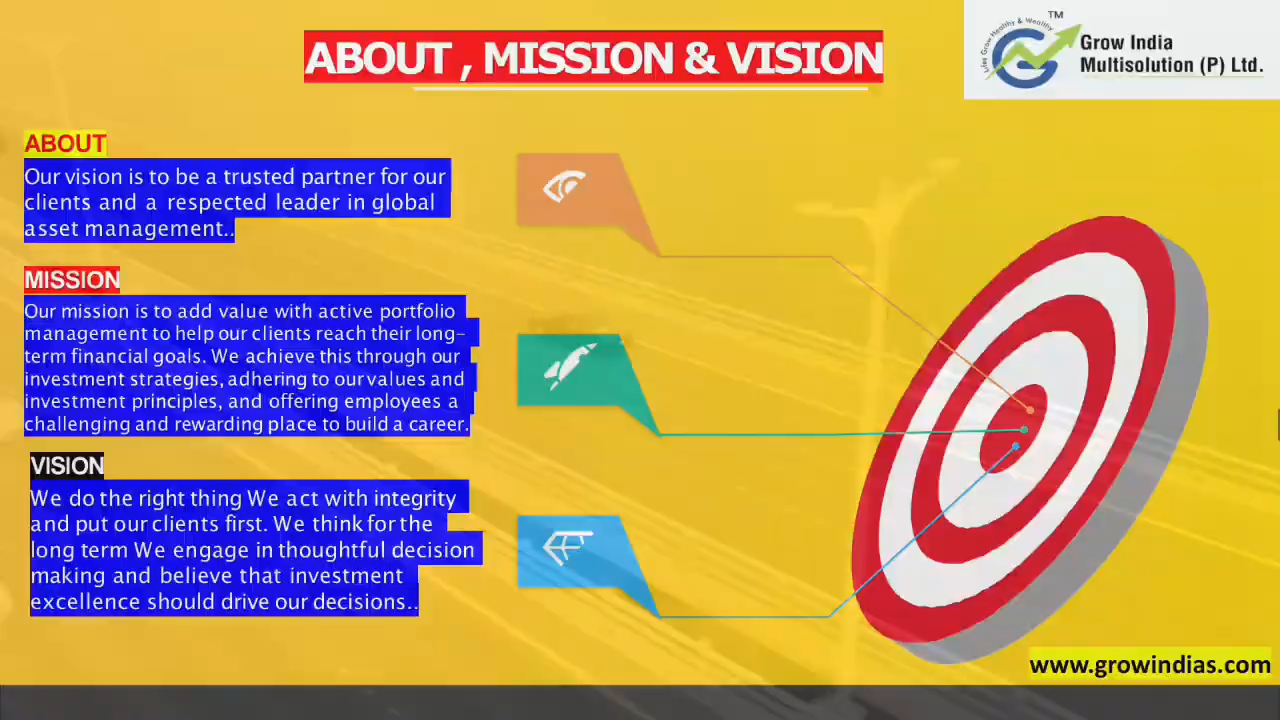 ABOUT , MISSION & VISION
TM
Lets Grow Healthy & Wealthy
Grow India
Multisolution (P) Ltd.
ABOUT
Our vision is to be a trusted partner for our
clients and a respected leader in global
asset management..
MISSION
Our mission is to add value with active portfolio
management to help our clients reach their long-
term financial goals. We achieve this through our
investment strategies, adhering to our values and
investment principles, and offering employees a
challenging and rewarding place to build a career.
VISION
We do the right thing We act with integrity
and put our clients first. We think for the
long term We engage in thoughtful decision
making and believe that investment
excellence should drive our decisions..
www.growindias.com